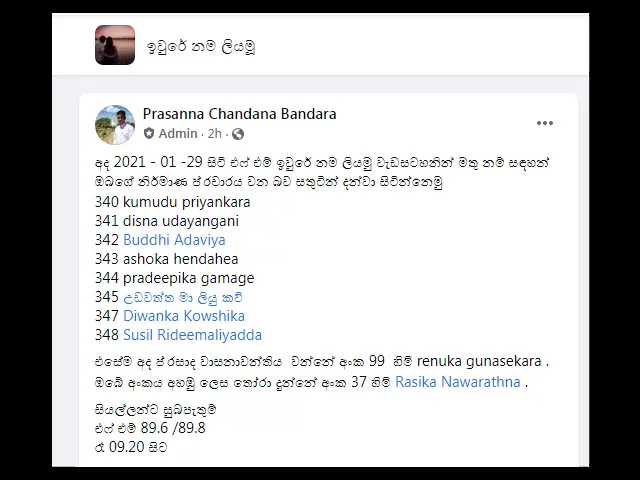 ඉවුරේ නම ලියමූ
Prasanna Chandana Bandara
Admin · 2h ·
අද 2021 - 01 -29 සිටි එෆ් එම් ඉවුරේ නම ලියමු වැඩසටහනින් මතු නම් සඳහන්
ඔබගේ නිර්මාණ ප්‍රචාරය වන බව සතුටින් දන්වා සිටින්නෙමු
340 kumudu priyankara
341 disna udayangani
342 Buddhi Adaviya
343 ashoka hendahea
344 pradeepika gamage
345 උඩවත්ත මා ලියු කවි
347 Diwanka Kowshika
348 Susil Rideemaliyadda
එසේම අද ප්‍රසාද වාසනාවන්තිය වන්නේ අංක 99 හිමි renuka gunasekara .
ඔබේ අංකය අහඹු ලෙස තෝරා දුන්නේ අංක 37 හිමි Rasika Nawarathna .
සියල්ලන්ට සුබපැතුම්
එෆ් එම් 89.6 /89.8
රෑ 09.20 සිට